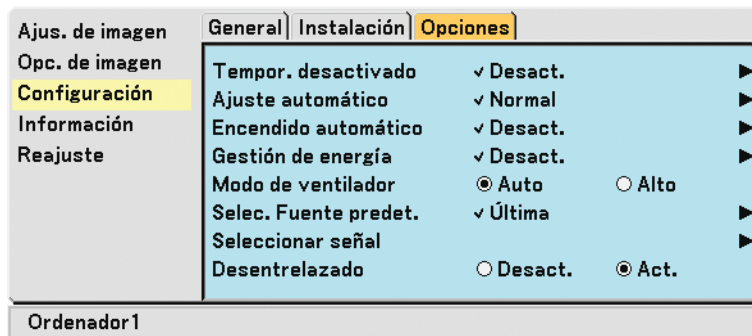 Ajus. de imagen
Opc. de imagen
Configuración
Información
Reajuste
General Instalación Opciones
Tempor. desactivado Desact.
Ajuste automático Normal
Encendido automático Desact.
Gestión de energía Desact.
Modo de ventilador Auto Alto
Selec. Fuente predet. Última
Seleccionar señal
Desentrelazado Desact. Act.
Ordenador1